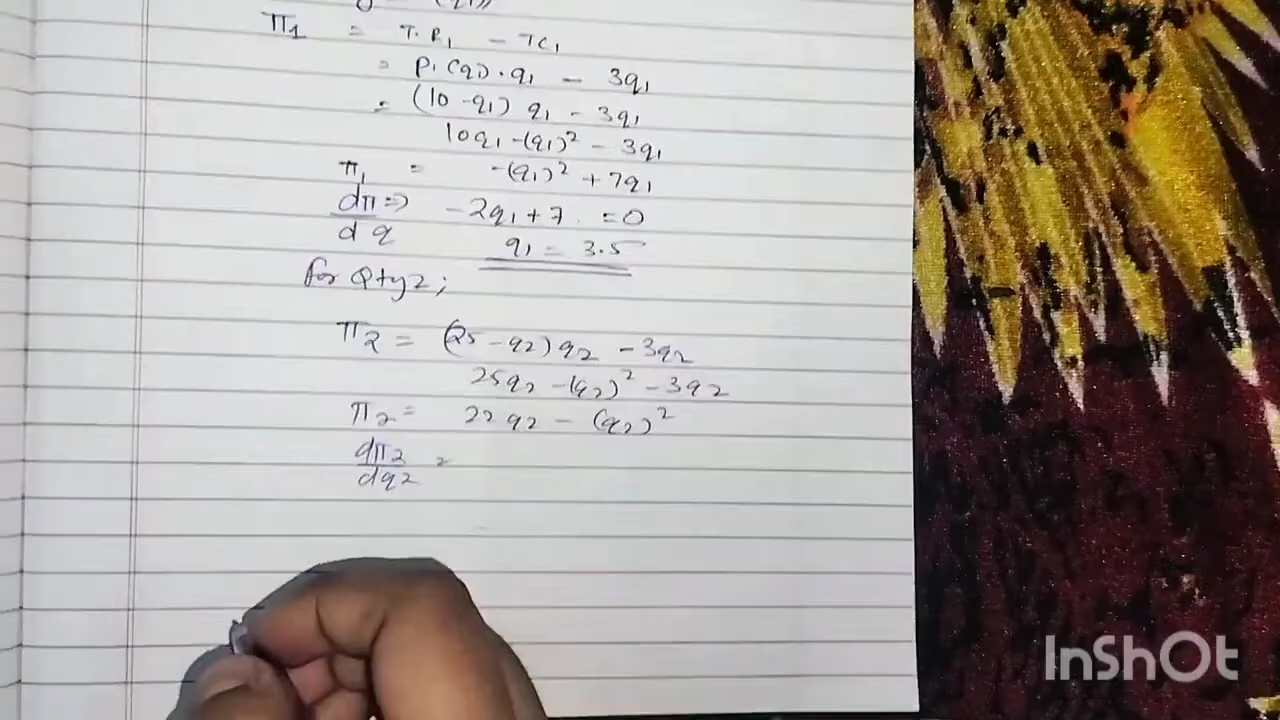 π1 = T.R1 - TC1
= P1(q1).q1 - 3q1
= (10-q1) q1 - 3q1
10q1 -(q1)² - 3q1
π1 = -(q1)² + 7q1
dπ/dq => -2q1 + 7 = 0
q1 = 3.5
for Qty2;
π2 = (25 - q2) q2 - 3q2
25q2 - (q2)² - 3q2
π2 = 22q2 - (q2)²
dπ2/dq2 =
InShOt